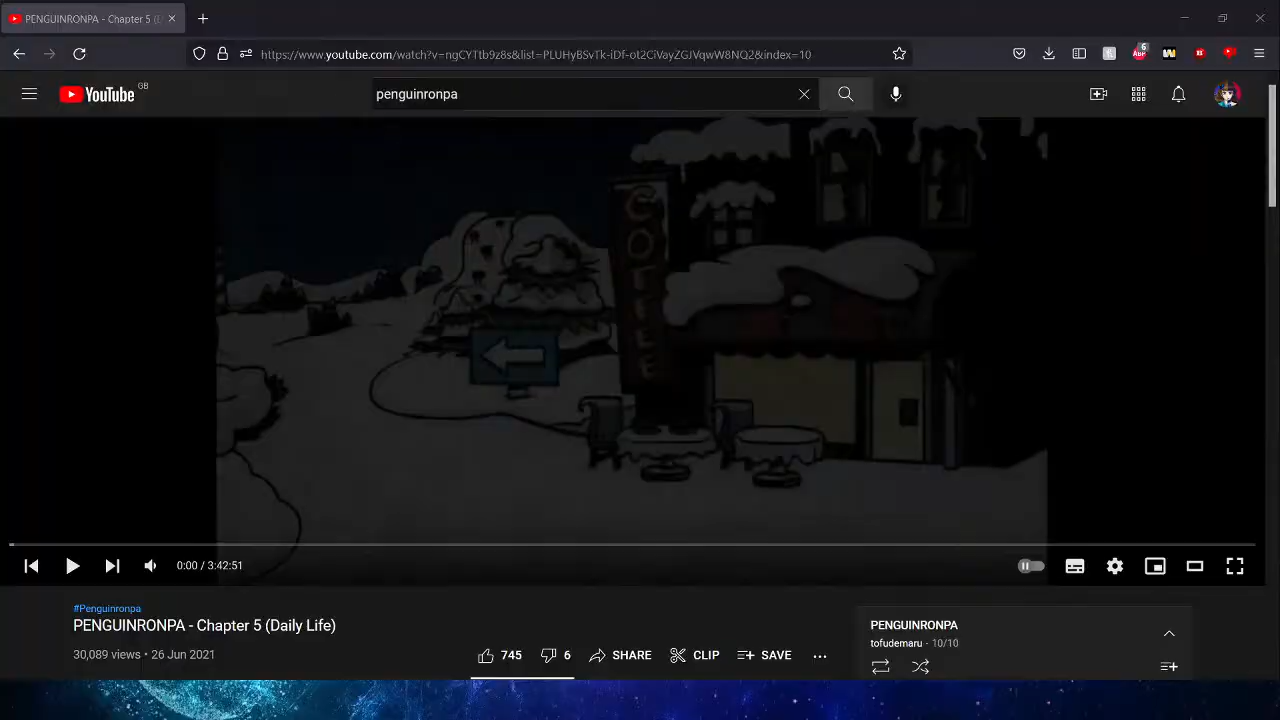 PENGUINRONPA - Chapter 5 (D
https://www.youtube.com/watch?v=ngCYTtb9z8s&list=PLUHyBSvTk-iDf-ot2CiVayZGJVqwW8NQ2&index=10
6
ABP
YouTube GB
penguinronpa
COFFEE
0:00 / 3:42:51
#Penguinronpa
PENGUINRONPA - Chapter 5 (Daily Life)
30,089 views • 26 Jun 2021
745 6 SHARE CLIP SAVE
PENGUINRONPA
tofudemaru - 10/10